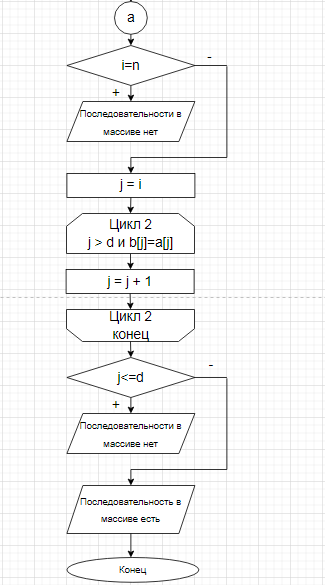 a
i=n
-
+
Последовательности в
массиве нет
j = i
Цикл 2
j > d и b[j]=a[j]
j = j + 1
Цикл 2
конец
j<=d
-
+
Последовательности в
массиве нет
Последовательность в
массиве есть
Конец